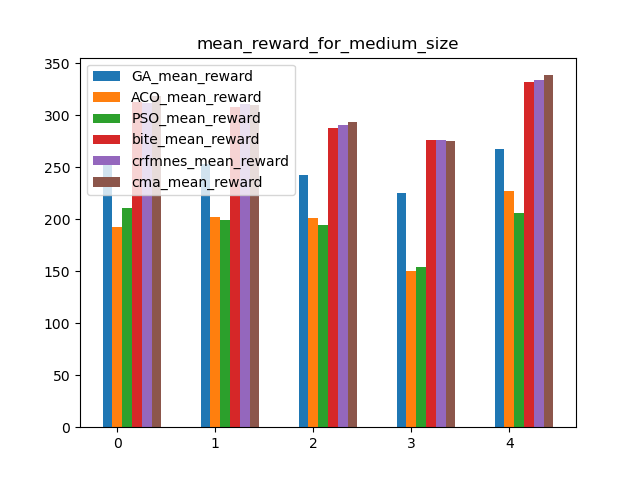 mean_reward_for_medium_size
350
300
250
200
150
100
50
0
GA_mean_reward
ACO_mean_reward
PSO_mean_reward
bite_mean_reward
crfmnes_mean_reward
cma_mean_reward
0 1 2 3 4